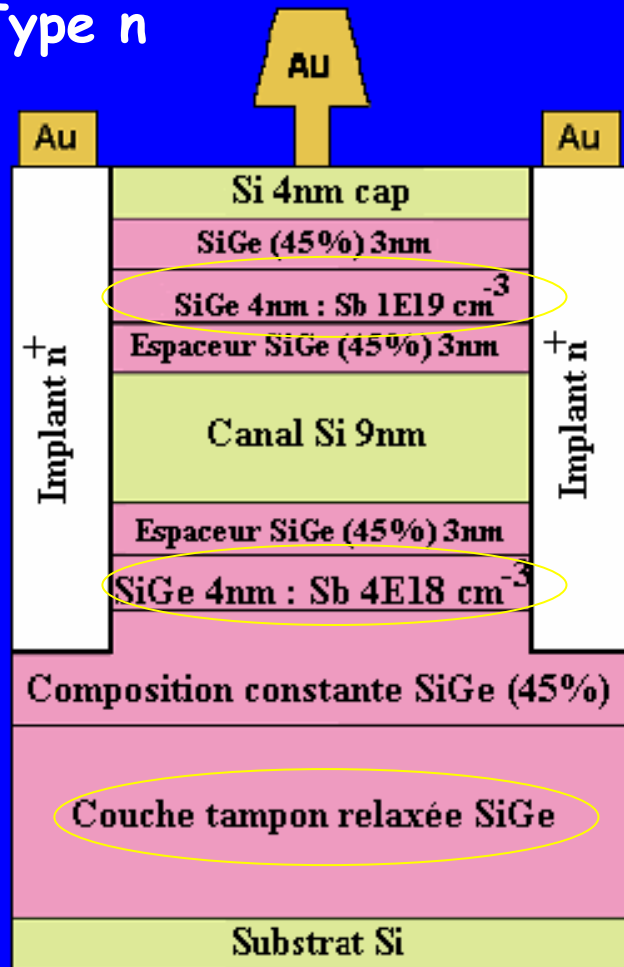 Type n
Au
Au
Au
Si 4nm cap
SiGe (45%) 3nm
SiGe 4nm : Sb 1E19 cm-3
Espaceur SiGe (45%) 3nm
Implant n+
Implant n+
Canal Si 9nm
Espaceur SiGe (45%) 3nm
SiGe 4nm : Sb 4E18 cm-3
Composition constante SiGe (45%)
Couche tampon relaxée SiGe
Substrat Si